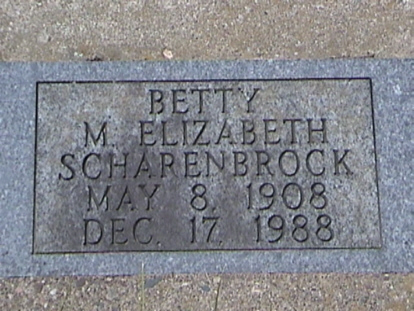 BETTY
M. ELIZABETH
SCHARENBROCK
MAY 8, 1908
DEC. 17, 1988